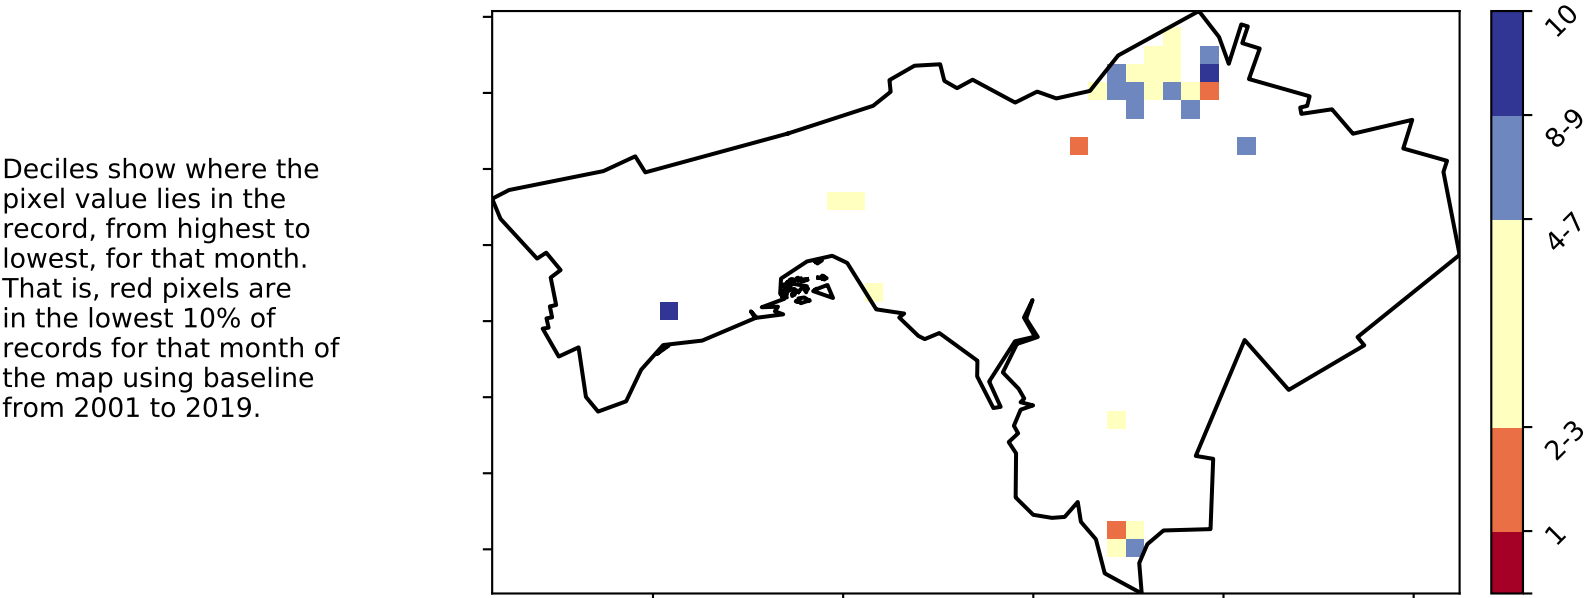 Deciles show where the
pixel value lies in the
record, from highest to
lowest, for that month.
That is, red pixels are
in the lowest 10% of
records for that month of
the map using baseline
from 2001 to 2019.
10
8-9
4-7
2-3
1